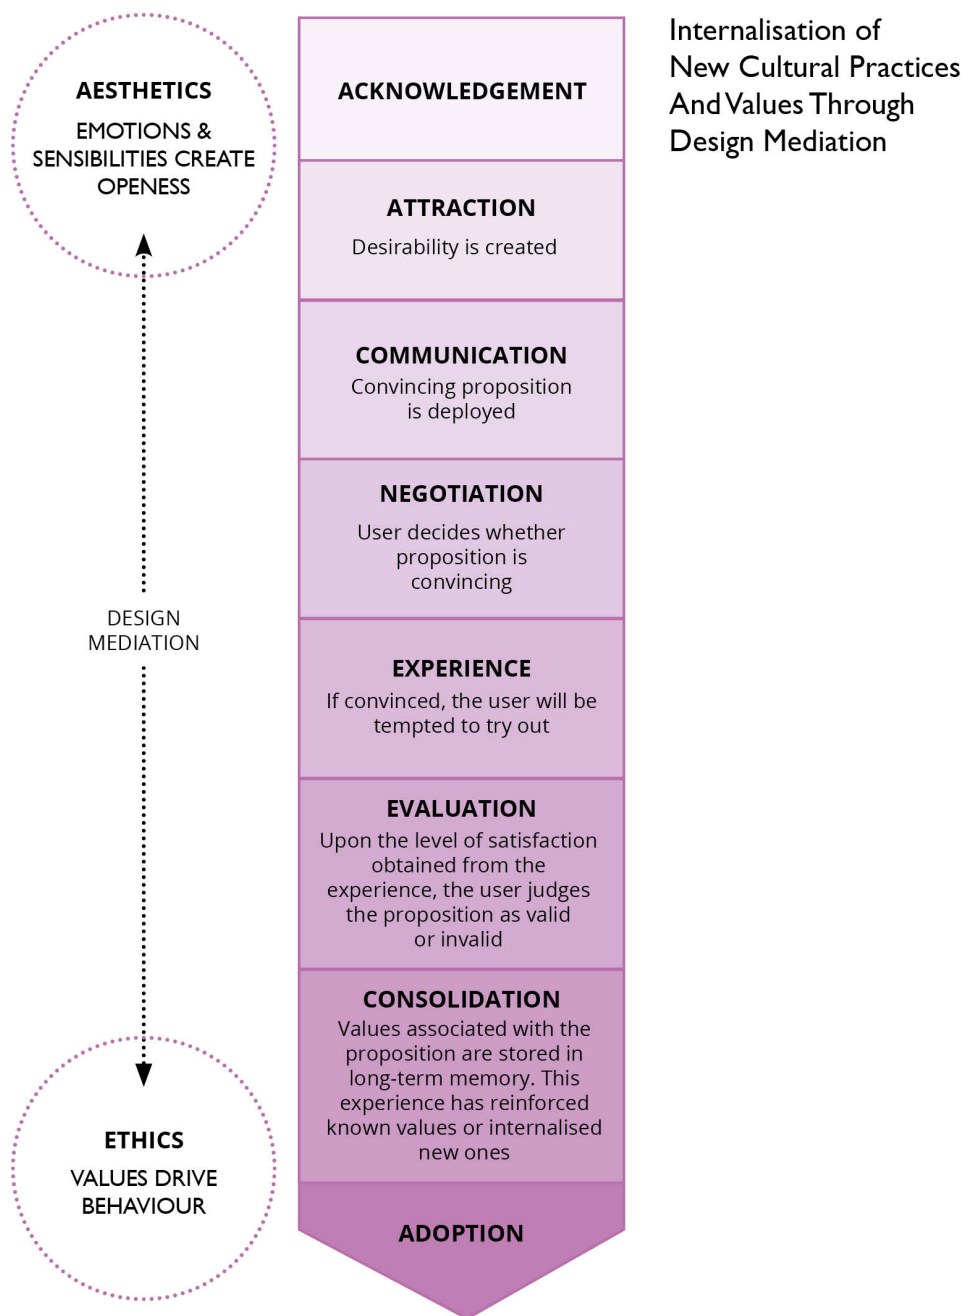 Internalisation of
New Cultural Practices
And Values Through
Design Mediation
AESTHETICS
EMOTIONS &
SENSIBILITIES CREATE
OPENESS
DESIGN
MEDIATION
ETHICS
VALUES DRIVE
BEHAVIOUR
ACKNOWLEDGEMENT
ATTRACTION
Desirability is created
COMMUNICATION
Convincing proposition
is deployed
NEGOTIATION
User decides whether
proposition is
convincing
EXPERIENCE
If convinced, the user will be
tempted to try out
EVALUATION
Upon the level of satisfaction
obtained from the
experience, the user judges
the proposition as valid
or invalid
CONSOLIDATION
Values associated with the
proposition are stored in
long-term memory. This
experience has reinforced
known values or internalised
new ones
ADOPTION